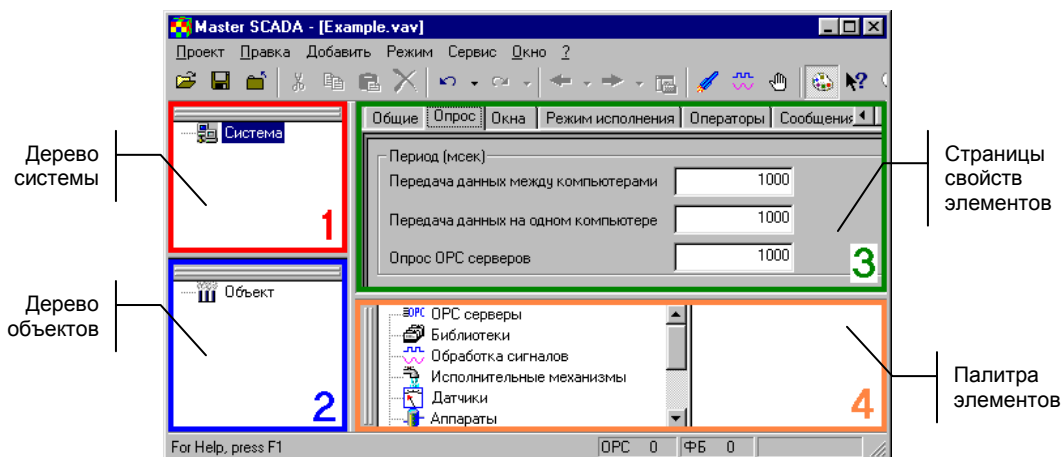 Master SCADA - [Example.vav]
Проект Правка Добавить Режим Сервис Окно ?
Дерево
системы
Система
1
Общие Опрос Окна Режим исполнения Операторы Сообщения
Период (мсек)
Передача данных между компьютерами 1000
Передача данных на одном компьютере 1000
Опрос OPC серверов 1000
3
Страницы
свойств
элементов
Дерево
объектов
Объект
2
OPC OPC серверы
Библиотеки
Обработка сигналов
Исполнительные механизмы
Датчики
Аппараты
4
Палитра
элементов
For Help, press F1
OPC 0 ФБ 0